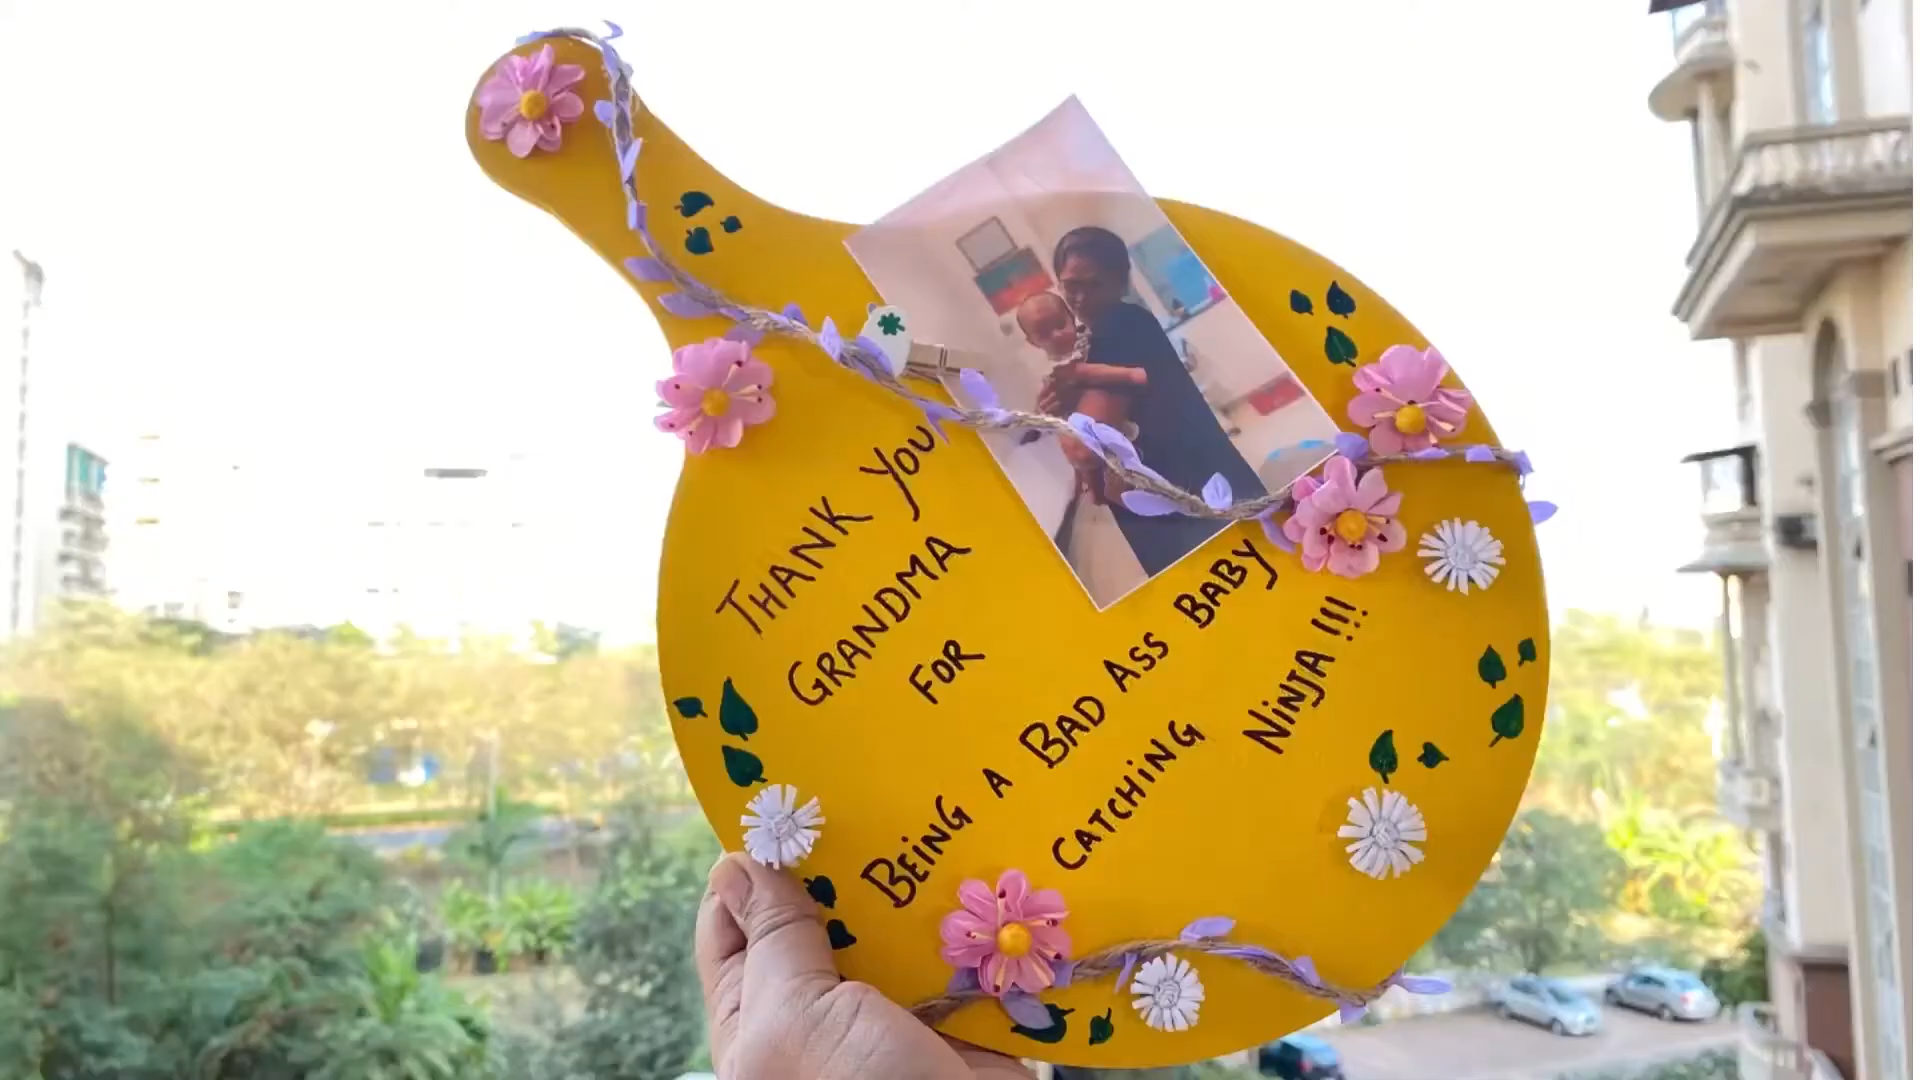 THANK YOU
GRANDMA
FOR
BEING A BAD ASS BABY
CATCHING NINJA!!!